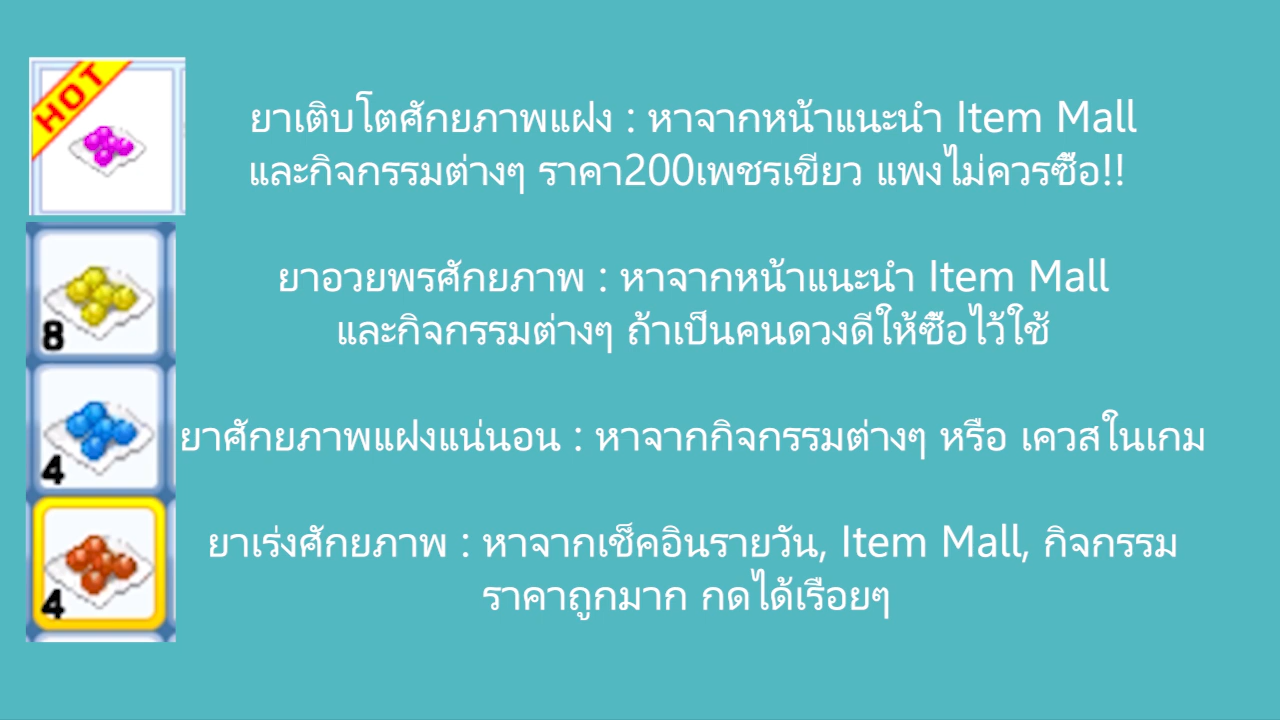 HOT
ยาเติบโตศักยภาพแฝง : หาจากหน้าแนะนำ Item Mall
และกิจกรรมต่างๆ ราคา200เพชรเขียว แพงไม่ควรซื้อ!!
8
ยาอวยพรศักยภาพ : หาจากหน้าแนะนำ Item Mall
และกิจกรรมต่างๆ ถ้าเป็นคนดวงดีให้ซื้อไว้ใช้
4
ยาศักยภาพแฝงแน่นอน : หาจากกิจกรรมต่างๆ หรือ เควสในเกม
4
ยาเร่งศักยภาพ : หาจากเช็คอินรายวัน, Item Mall, กิจกรรม
ราคาถูกมาก กดได้เรื่อยๆ